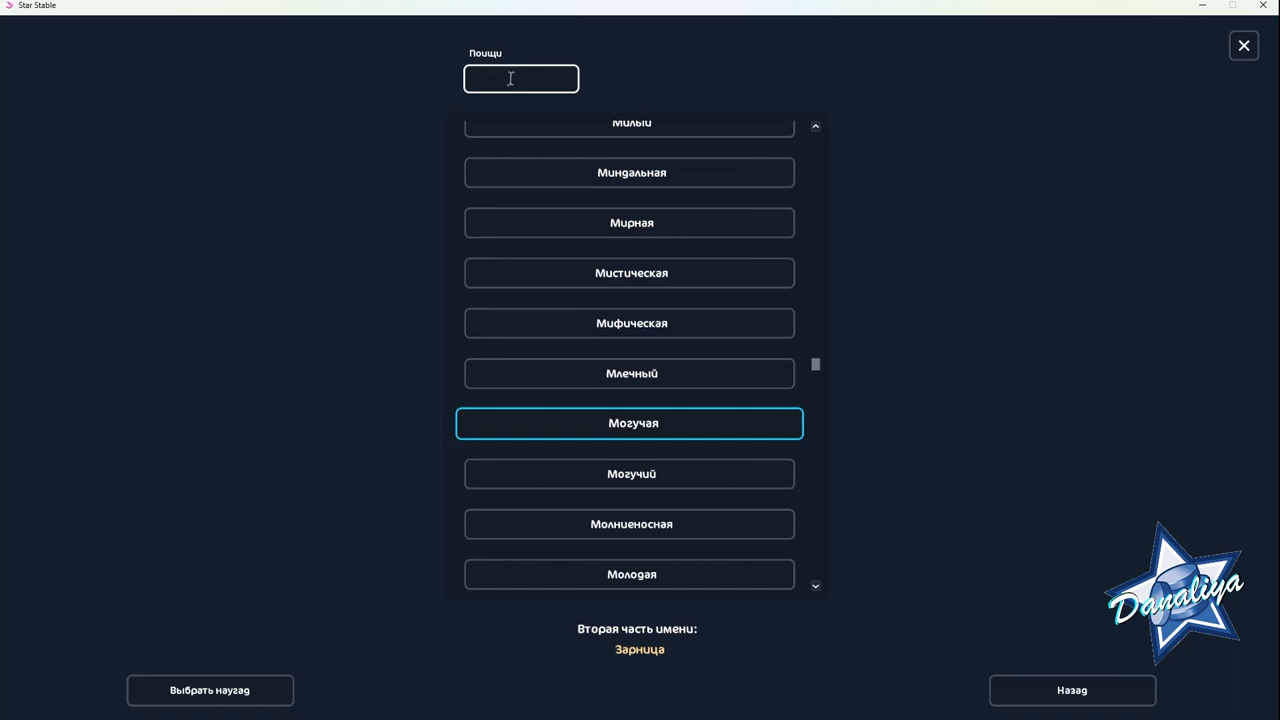 Star Stable
Поищи
Милый
Миндальная
Мирная
Мистическая
Мифическая
Млечный
Могучая
Могучий
Молниеносная
Молодая
Вторая часть имени:
Зарница
Выбрать наугад
Назад
Danaliya